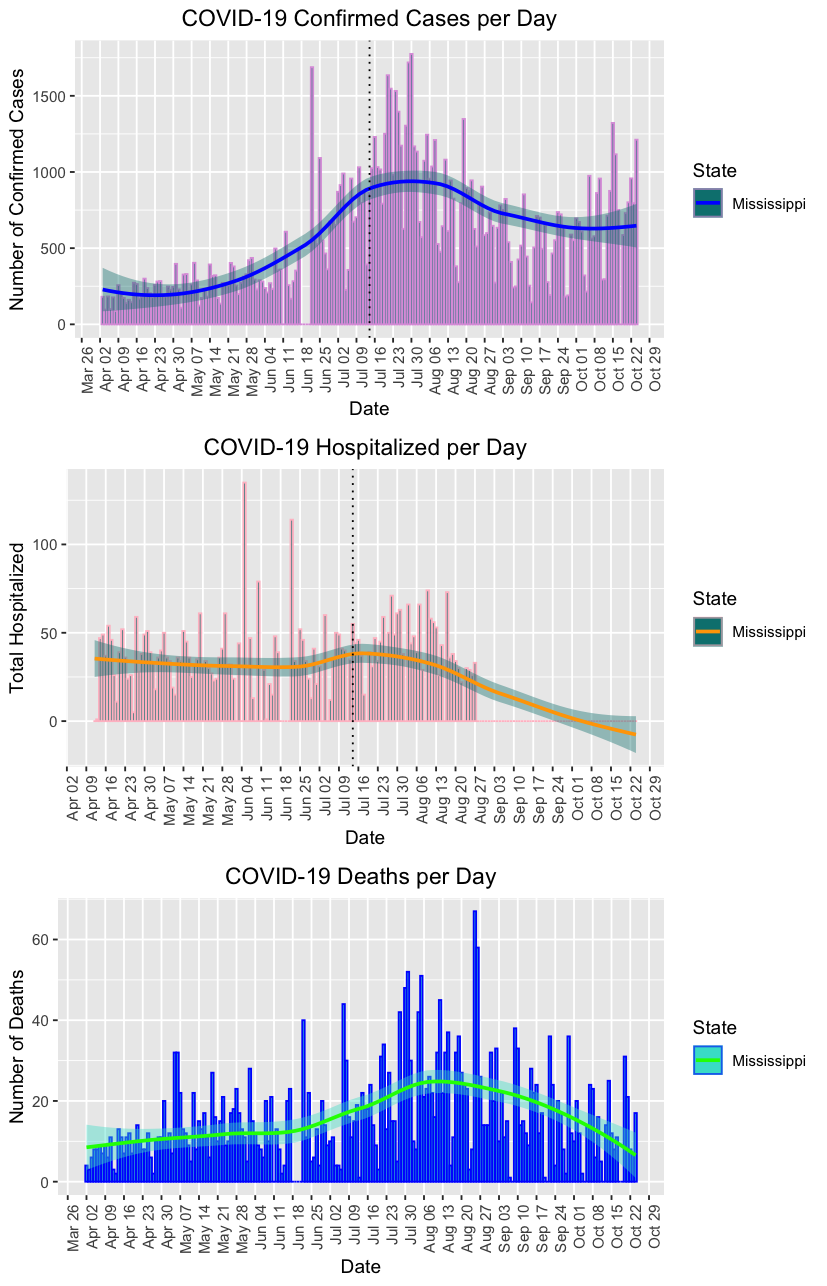 COVID-19 Confirmed Cases per Day
Number of Confirmed Cases
1500
1000
500
0
Mar 26
Apr 02
Apr 09
Apr 16
Apr 23
Apr 30
May 07
May 14
May 21
May 28
Jun 04
Jun 11
Jun 18
Jun 25
Jul 02
Jul 09
Jul 16
Jul 23
Jul 30
Aug 06
Aug 13
Aug 20
Aug 27
Sep 03
Sep 10
Sep 17
Sep 24
Oct 01
Oct 08
Oct 15
Oct 22
Oct 29
Date
State
Mississippi
COVID-19 Hospitalized per Day
Total Hospitalized
100
50
0
Apr 02
Apr 09
Apr 16
Apr 23
Apr 30
May 07
May 14
May 21
May 28
Jun 04
Jun 11
Jun 18
Jun 25
Jul 02
Jul 09
Jul 16
Jul 23
Jul 30
Aug 06
Aug 13
Aug 20
Aug 27
Sep 03
Sep 10
Sep 17
Sep 24
Oct 01
Oct 08
Oct 15
Oct 22
Oct 29
Date
State
Mississippi
COVID-19 Deaths per Day
Number of Deaths
60
40
20
0
Mar 26
Apr 02
Apr 09
Apr 16
Apr 23
Apr 30
May 07
May 14
May 21
May 28
Jun 04
Jun 11
Jun 18
Jun 25
Jul 02
Jul 09
Jul 16
Jul 23
Jul 30
Aug 06
Aug 13
Aug 20
Aug 27
Sep 03
Sep 10
Sep 17
Sep 24
Oct 01
Oct 08
Oct 15
Oct 22
Oct 29
Date
State
Mississippi